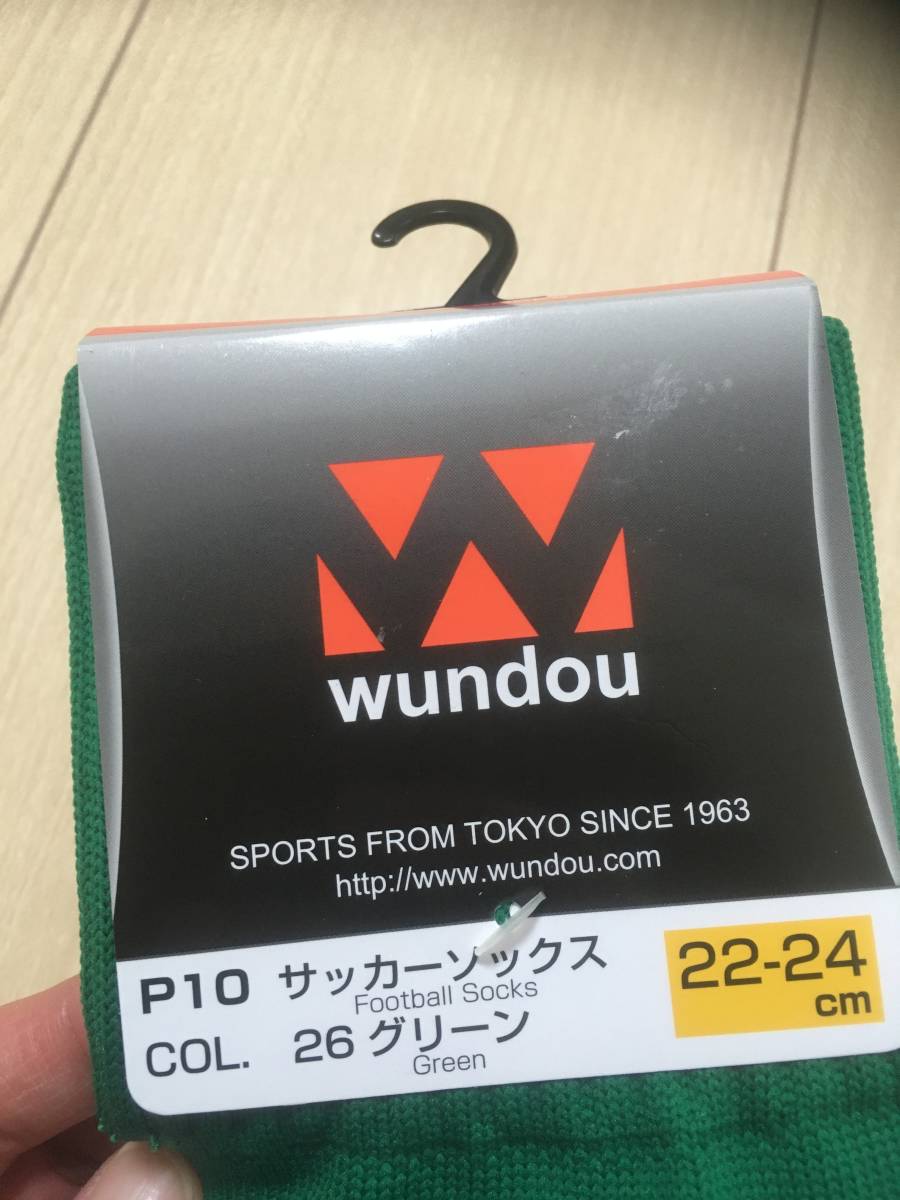 wundou
SPORTS FROM TOKYO SINCE 1963
http://www.wundou.com
P10 サッカーソックス
Football Socks
22-24
cm
COL. 26 グリーン
Green